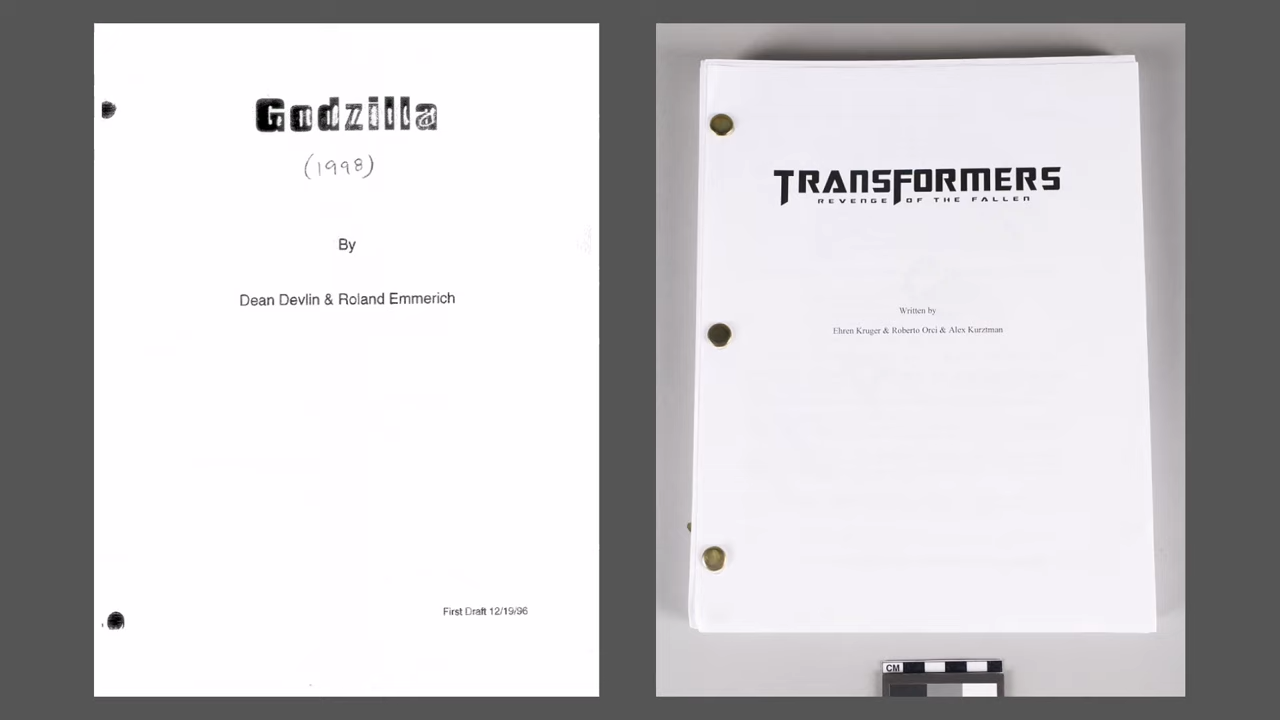 Godzilla
(1998)
By
Dean Devlin & Roland Emmerich
First Draft 12/19/96
TRANSFORMERS
REVENGE OF THE FALLEN
Written by
Ehren Kruger & Roberto Orci & Alex Kurztman
CM